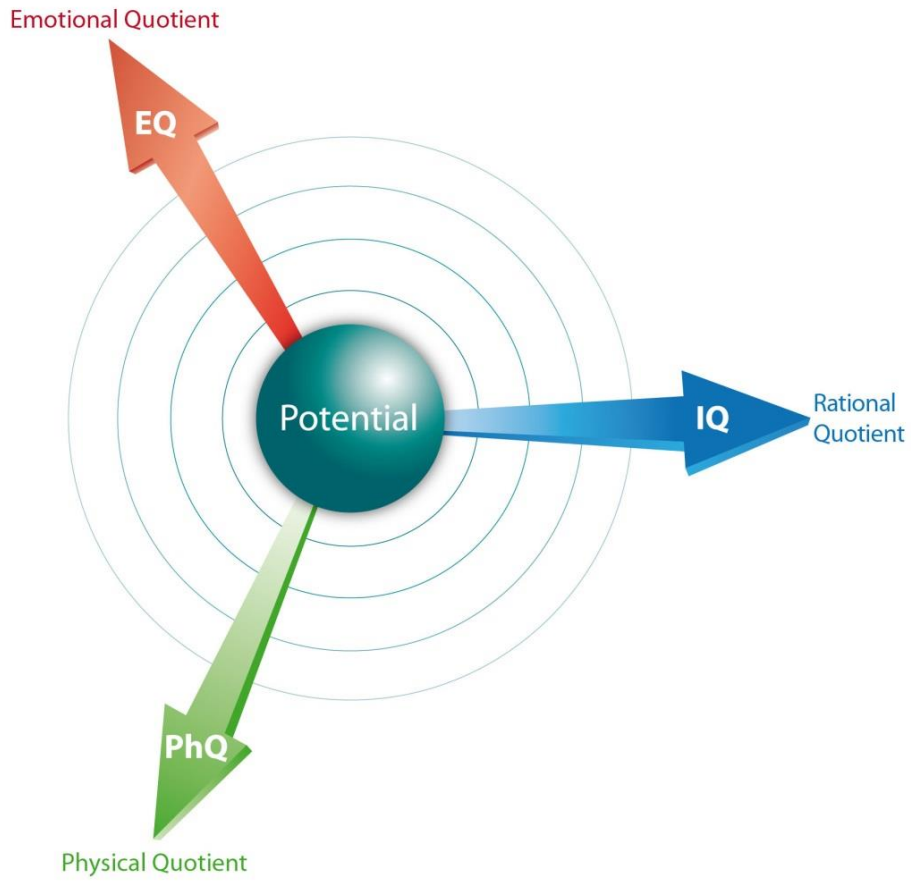 Emotional Quotient
EQ
Potential
IQ
Rational
Quotient
PhQ
Physical Quotient